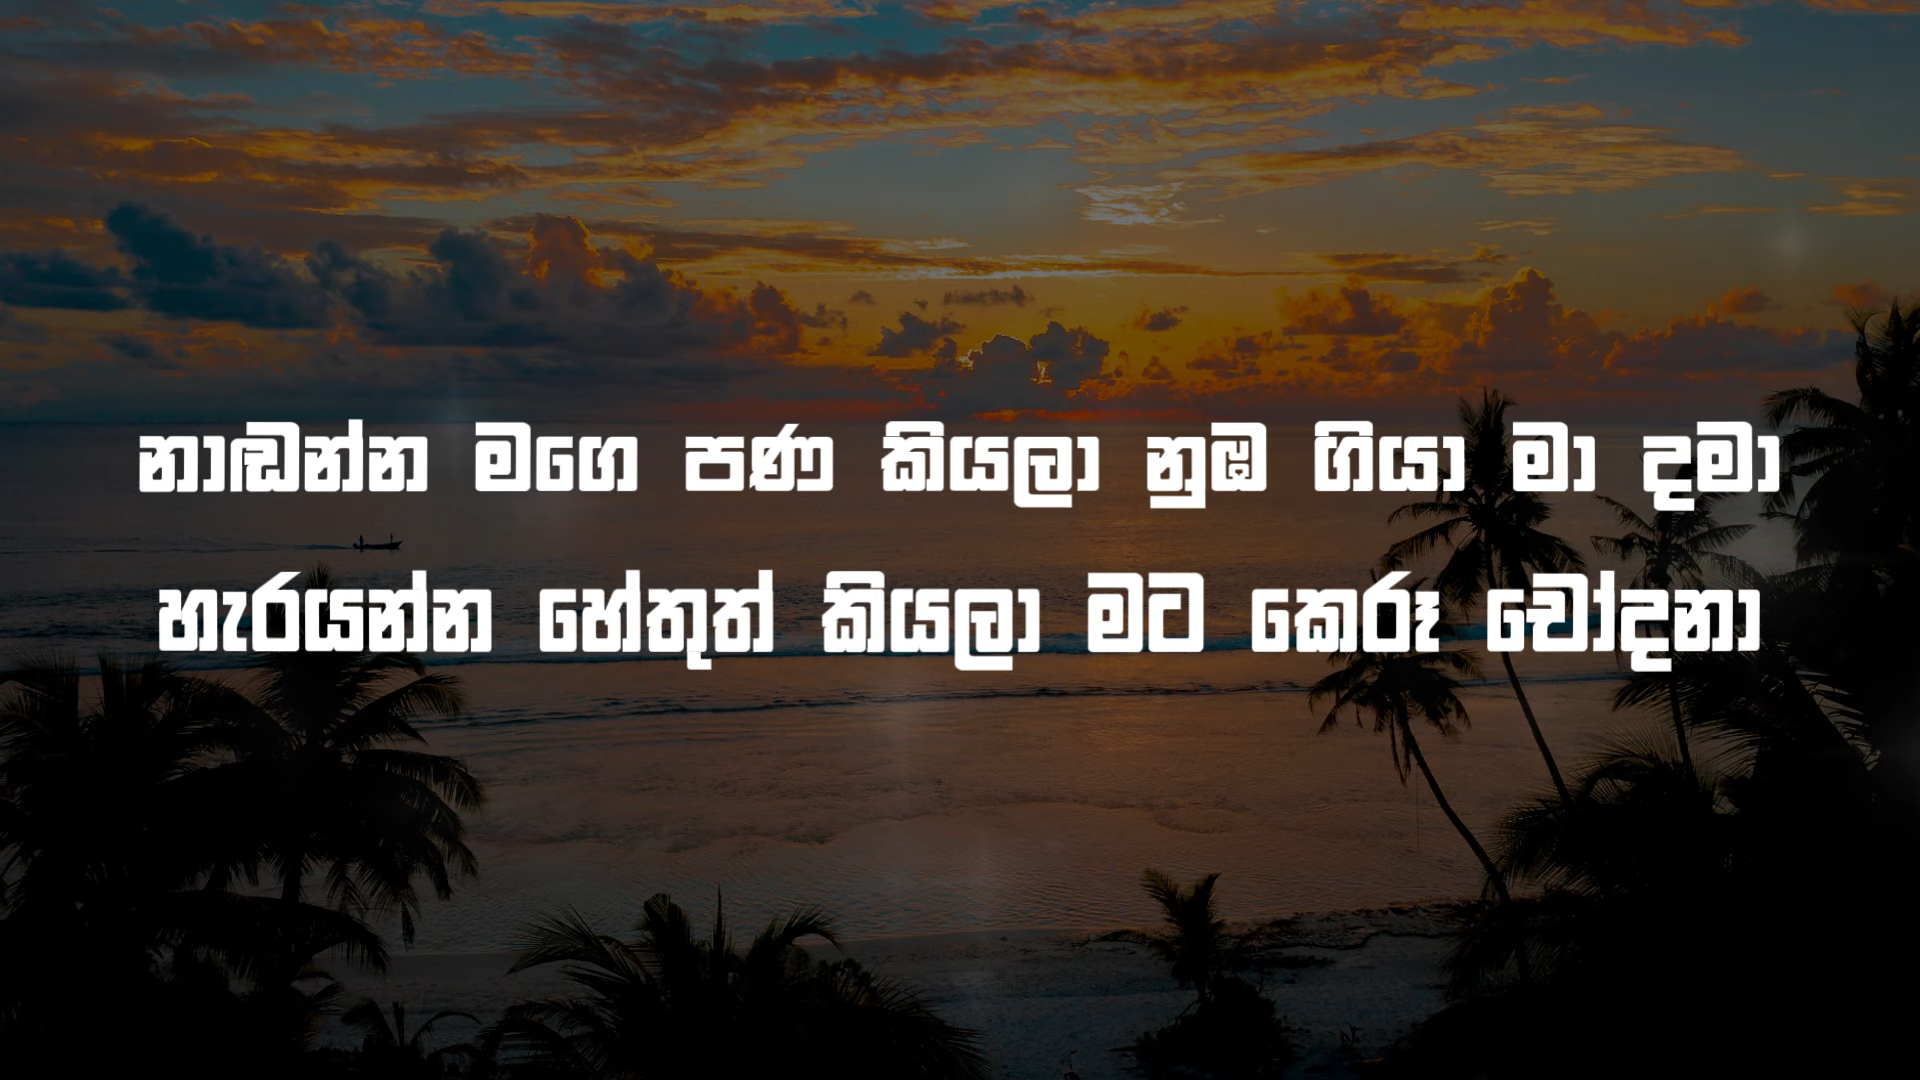 නාඬන්න මගෙ පණ කියලා නුඹ ගියා මා දමා
හැරයන්න හේතුත් කියලා මට කෙරූ චෝදනා